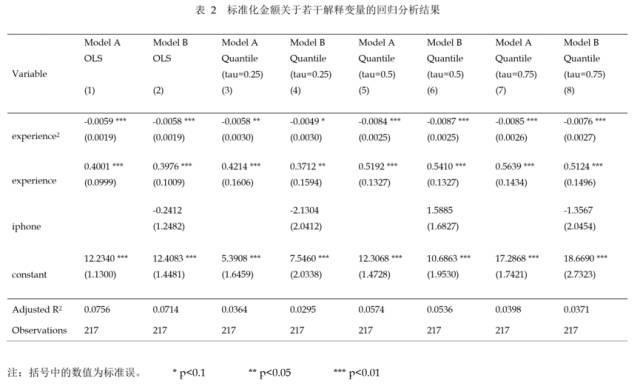 表 2 标准化金额关于若干解释变量的回归分析结果
Model A Model B Model A Model B Model A Model B Model A Model B
OLS OLS Quantile Quantile Quantile Quantile Quantile Quantile
Variable (tau=0.25) (tau=0.25) (tau=0.5) (tau=0.5) (tau=0.75) (tau=0.75)
(1) (2) (3) (4) (5) (6) (7) (8)
-0.0059 *** -0.0058 *** -0.0058 ** -0.0049 * -0.0084 *** -0.0087 *** -0.0085 *** -0.0076 ***
experience² (0.0019) (0.0019) (0.0030) (0.0030) (0.0025) (0.0025) (0.0026) (0.0027)
0.4001 *** 0.3976 *** 0.4214 *** 0.3712 ** 0.5192 *** 0.5410 *** 0.5639 *** 0.5124 ***
experience (0.0999) (0.1009) (0.1606) (0.1594) (0.1327) (0.1327) (0.1434) (0.1496)
-0.2412 -2.1304 1.5885 -1.3567
iphone (1.2482) (2.0412) (1.6827) (2.0454)
12.2340 *** 12.4083 *** 5.3908 *** 7.5460 *** 12.3068 *** 10.6863 *** 17.2868 *** 18.6690 ***
constant (1.1300) (1.4481) (1.6459) (2.0338) (1.4728) (1.9530) (1.7421) (2.7323)
Adjusted R² 0.0756 0.0714 0.0364 0.0295 0.0574 0.0536 0.0398 0.0371
Observations 217 217 217 217 217 217 217 217
注：括号中的数值为标准误。 * p<0.1 ** p<0.05 *** p<0.01